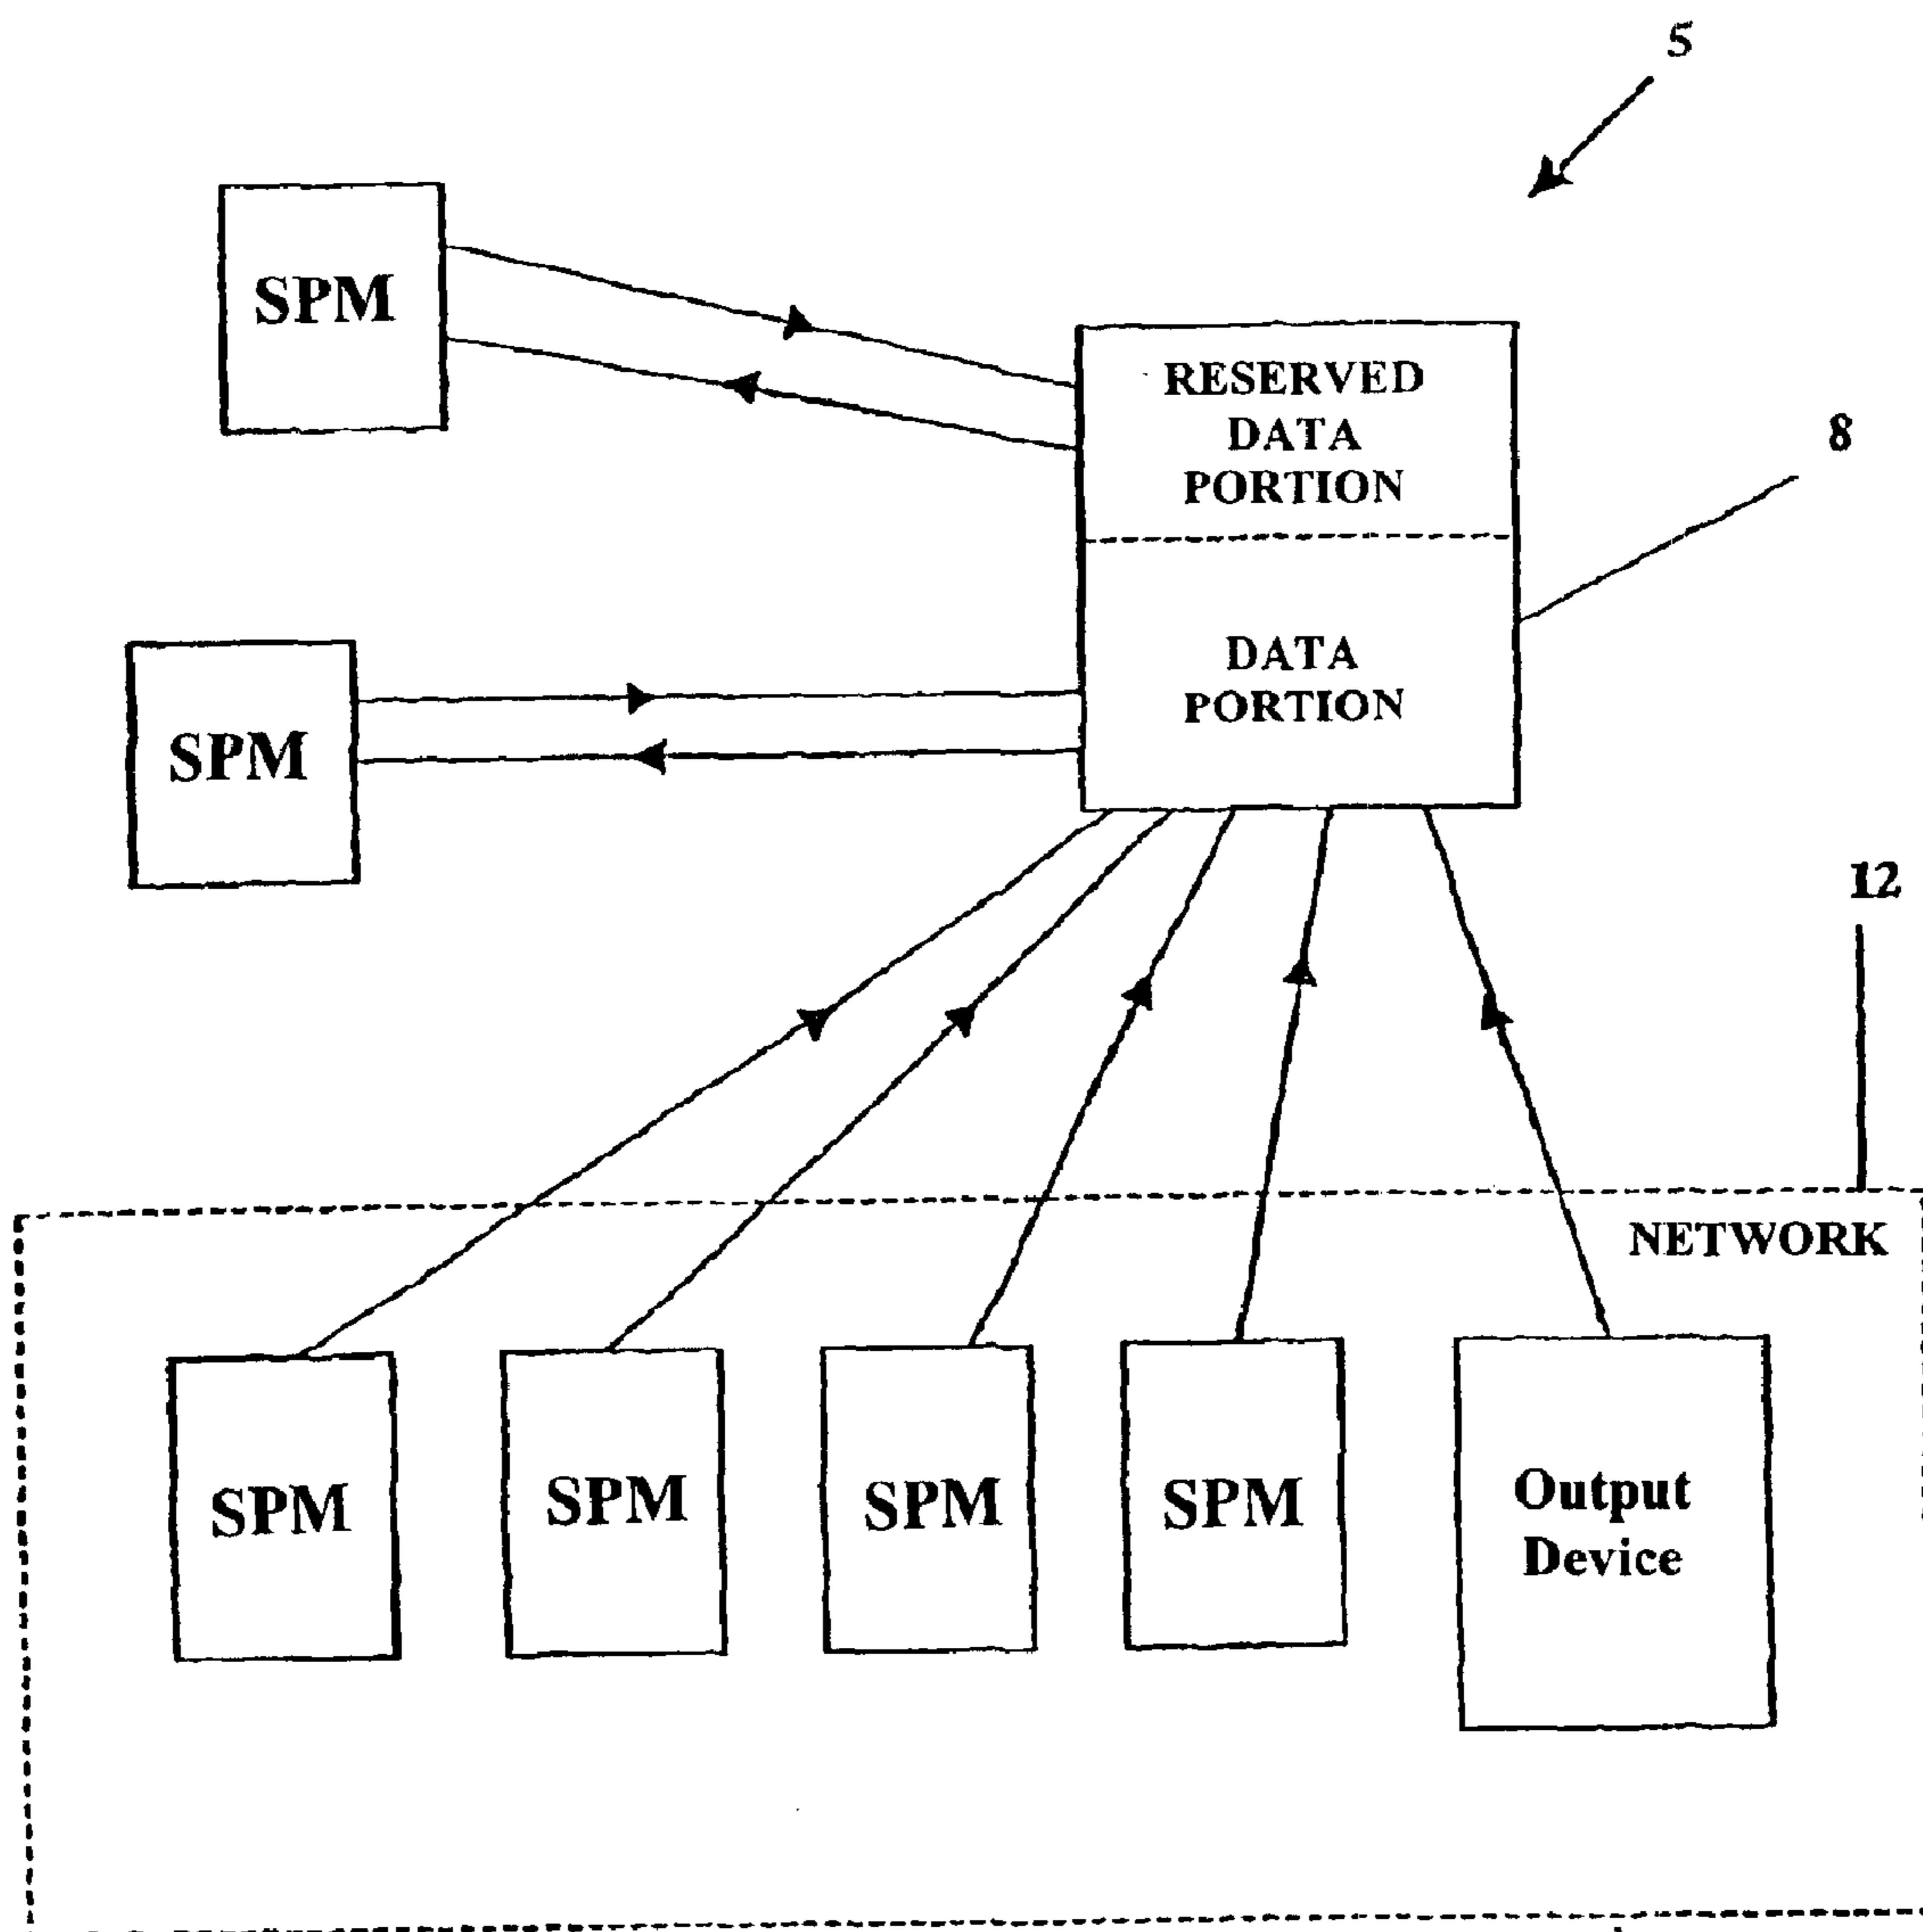 5
SPM
RESERVED
DATA
PORTION
8
DATA
PORTION
SPM
12
NETWORK
SPM
SPM
SPM
SPM
Output
Device